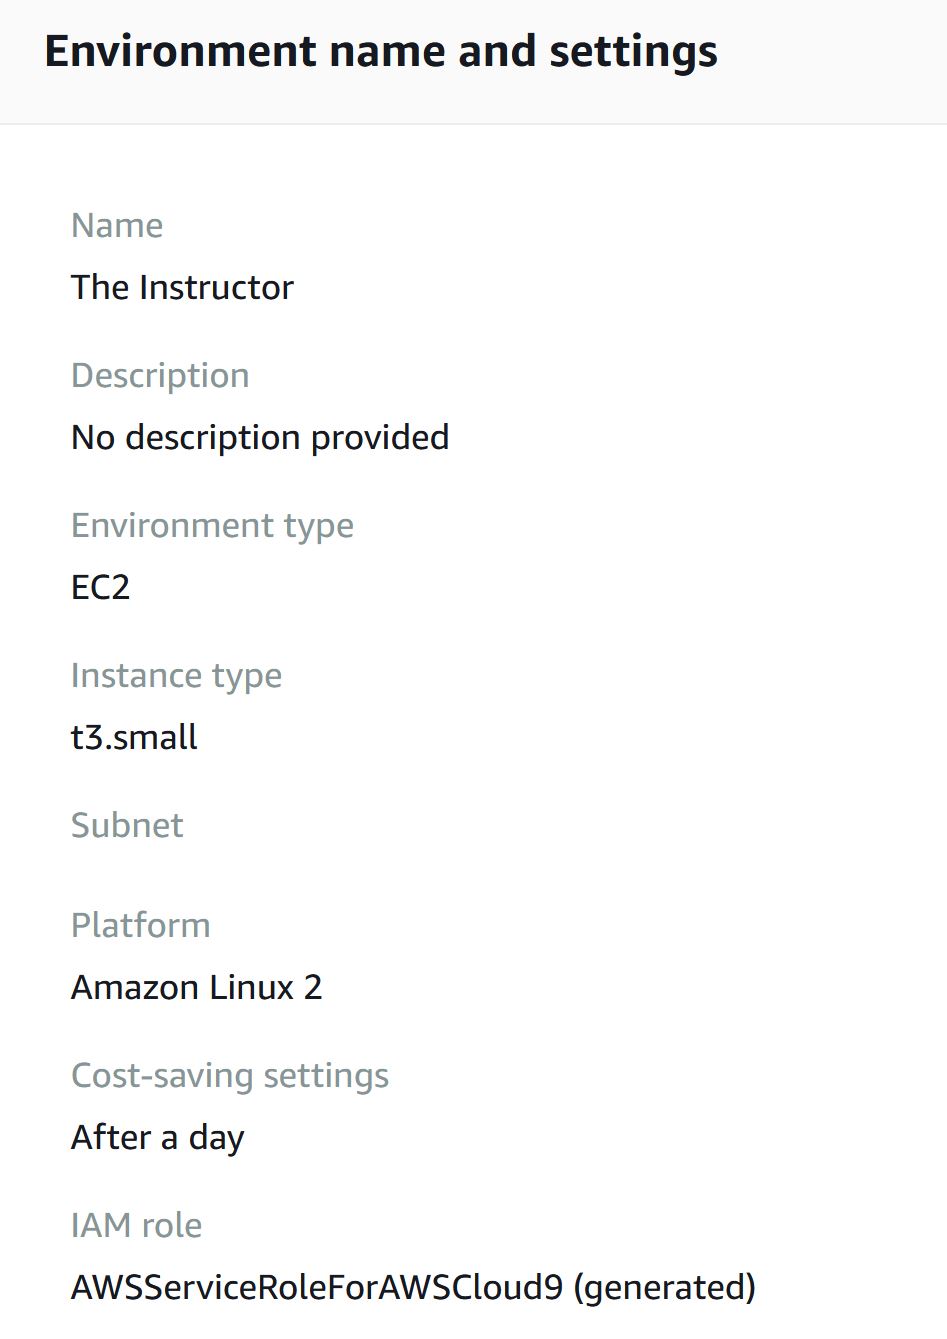 Environment name and settings
Name
The Instructor
Description
No description provided
Environment type
EC2
Instance type
t3.small
Subnet
Platform
Amazon Linux 2
Cost-saving settings
After a day
IAM role
AWSServiceRoleForAWSCloud9 (generated)